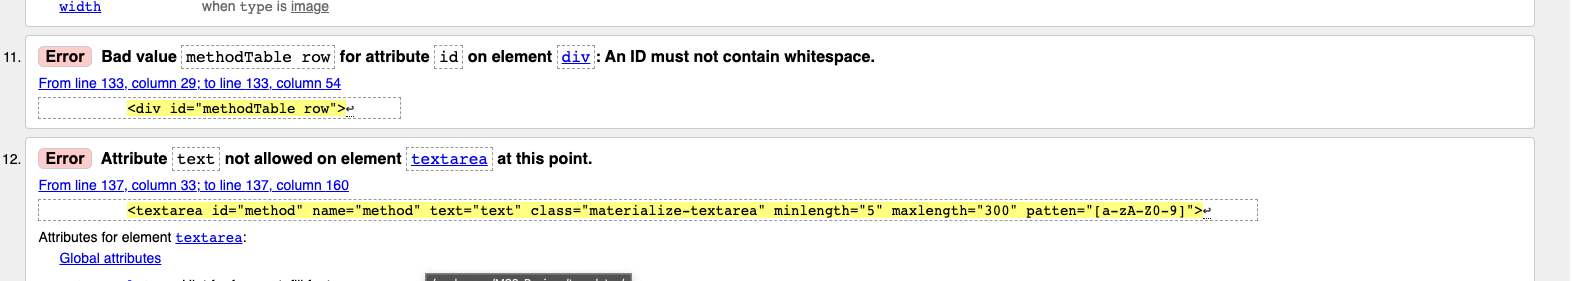 width when type is image
11. Error Bad value methodTable row for attribute id on element div: An ID must not contain whitespace.
From line 133, column 29; to line 133, column 54
<div id="methodTable row">↩
12. Error Attribute text not allowed on element textarea at this point.
From line 137, column 33; to line 137, column 160
<textarea id="method" name="method" text="text" class="materialize-textarea" minlength="5" maxlength="300" patten="[a-zA-Z0-9]">↩
Attributes for element textarea:
Global attributes